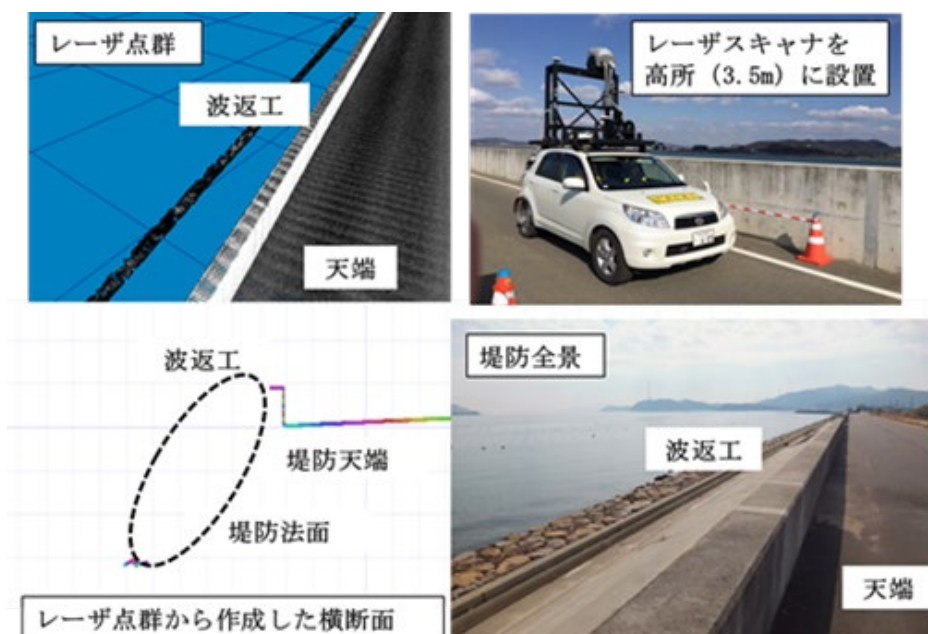 レーザ点群
波返工
天端
レーザスキャナを
高所（3.5m）に設置
波返工
堤防天端
堤防法面
レーザ点群から作成した横断面
堤防全景
波返工
天端